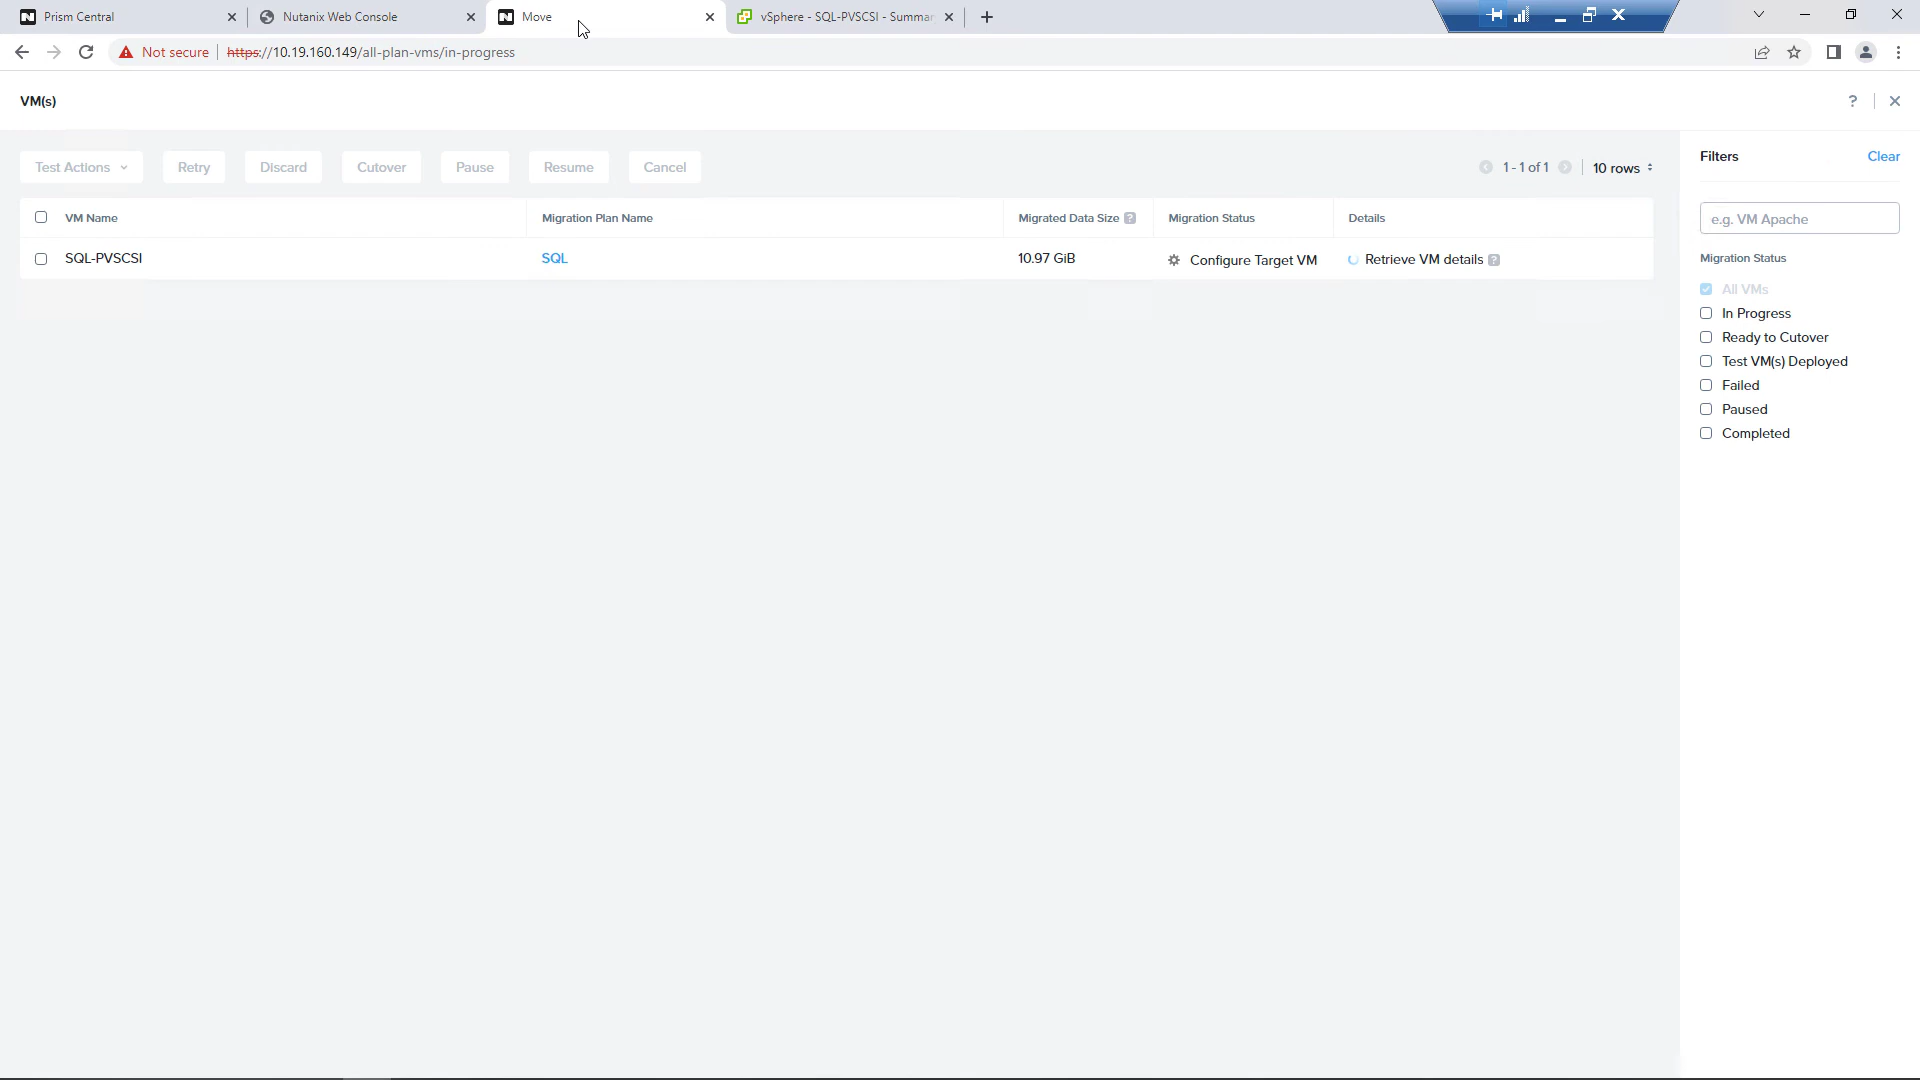 Prism Central
Nutanix Web Console
Move
vSphere - SQL-PVSCSI - Summar
Not secure
https://10.19.160.149/all-plan-vms/in-progress
VM(s)
?
Test Actions
Retry
Discard
Cutover
Pause
Resume
Cancel
1 - 1 of 1
10 rows
Filters
Clear
VM Name
Migration Plan Name
Migrated Data Size ?
Migration Status
Details
e.g. VM Apache
SQL-PVSCSI
SQL
10.97 GiB
Configure Target VM
Retrieve VM details ?
Migration Status
All VMs
In Progress
Ready to Cutover
Test VM(s) Deployed
Failed
Paused
Completed